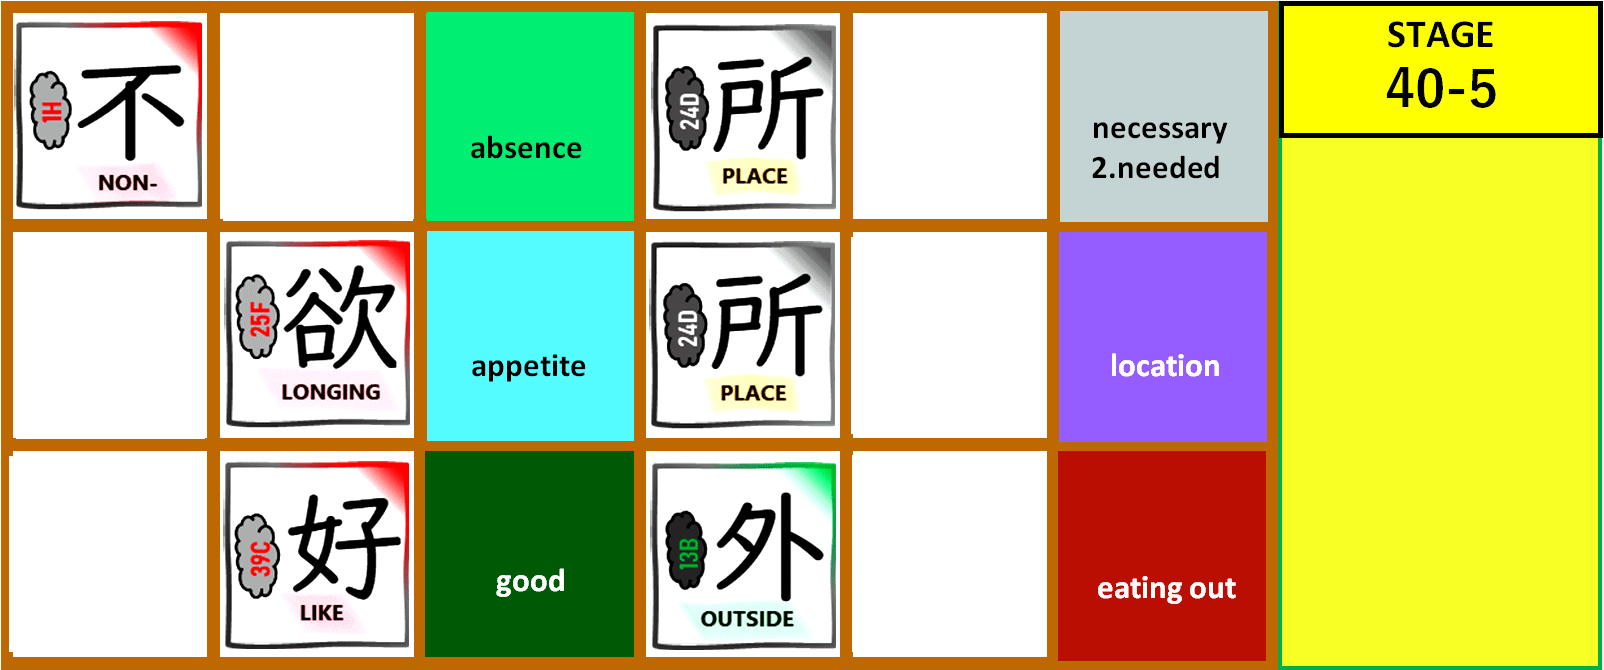 1H
不
NON-
absence
24D
所
PLACE
necessary
2.needed
STAGE
40-5
25F
欲
LONGING
appetite
24D
所
PLACE
location
39C
好
LIKE
good
13B
外
OUTSIDE
eating out